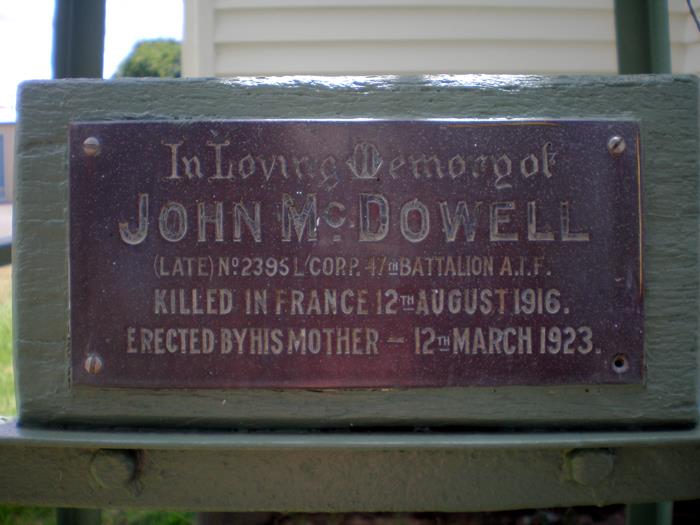 In Loving Memory of
JOHN McDOWELL
(LATE) No 2395 L/CORP. 47TH BATTALION A.I.F.
KILLED IN FRANCE 12TH AUGUST 1916.
ERECTED BY HIS MOTHER - 12TH MARCH 1923.